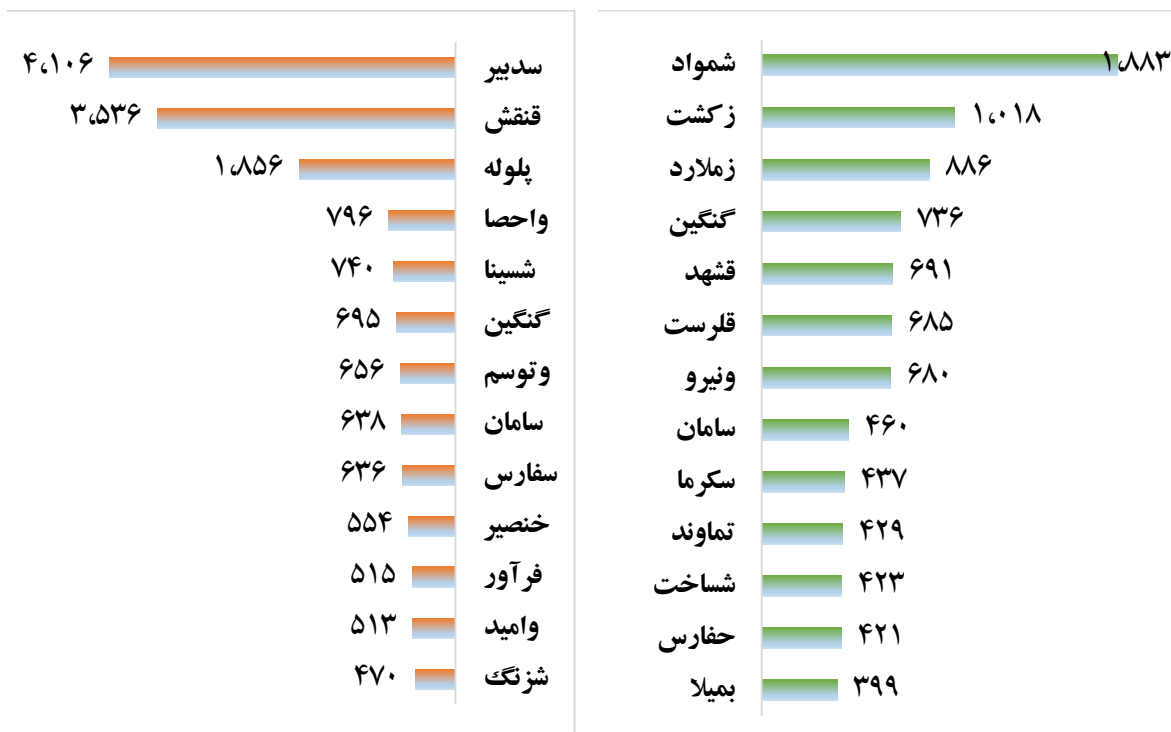 شمواد ۱،۸۸۳
زکشت ۱،۰۱۸
زملارد ۸۸۶
گنگین ۷۳۶
قشهد ۶۹۱
قلرست ۶۸۵
ونیرو ۶۸۰
سامان ۴۶۰
سکرما ۴۳۷
تماوند ۴۲۹
شساخت ۴۲۳
حفارس ۴۲۱
بمیلا ۳۹۹
سدبیر ۴،۱۰۶
قنقش ۳،۵۳۶
پلوله ۱،۸۵۶
واحصا ۷۹۶
شسینا ۷۴۰
گنگین ۶۹۵
وتوسم ۶۵۶
سامان ۶۳۸
سفارس ۶۳۶
خنصیر ۵۵۴
فرآور ۵۱۵
وامید ۵۱۳
شزنگ ۴۷۰